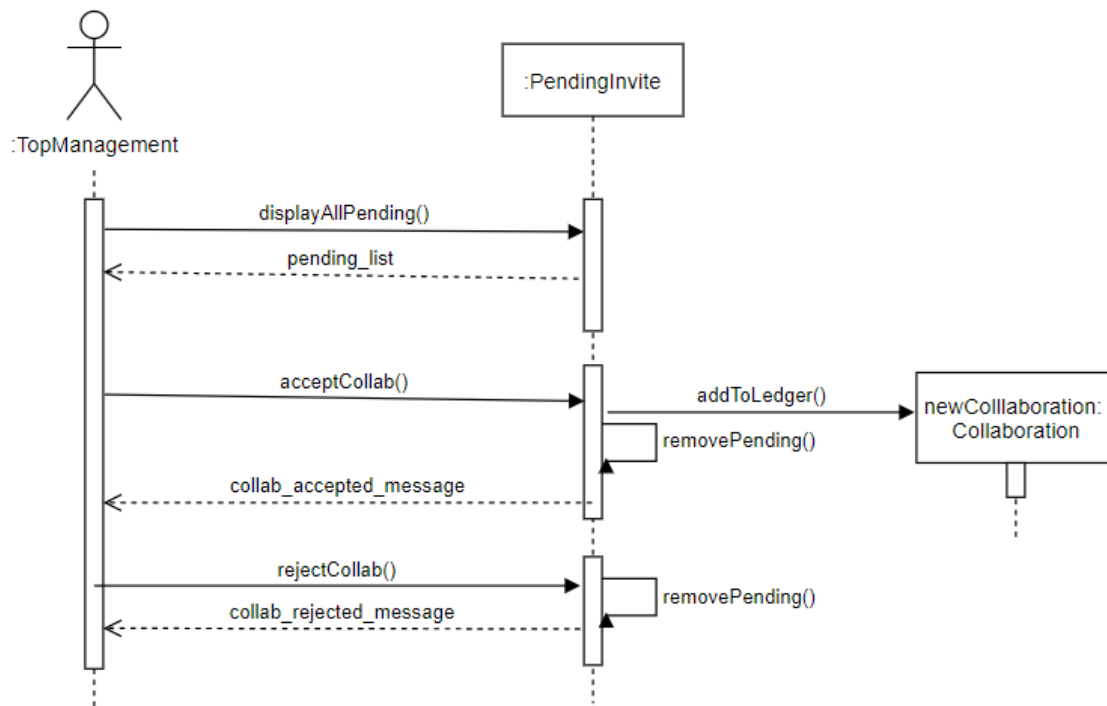 :PendingInvite
:TopManagement
displayAllPending()
pending_list
acceptCollab()
addToLedger()
newColllaboration:
Collaboration
removePending()
collab_accepted_message
rejectCollab()
removePending()
collab_rejected_message